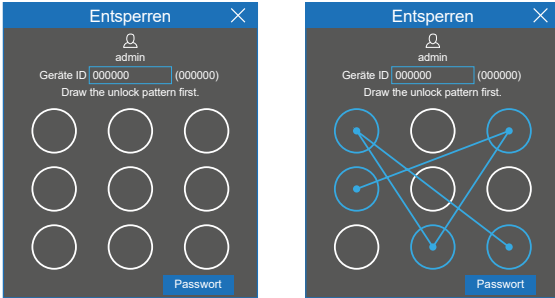 Entsperren
admin
Geräte ID 000000 (000000)
Draw the unlock pattern first.
Passwort
Entsperren
admin
Geräte ID 000000 (000000)
Draw the unlock pattern first.
Passwort